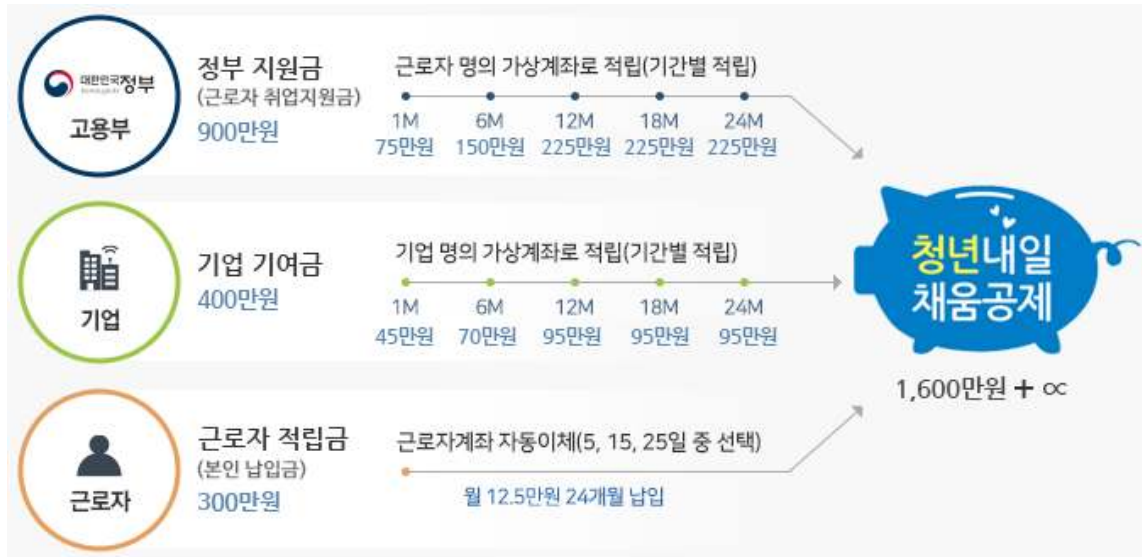 대한민국정부
고용부
정부 지원금
(근로자 취업지원금)
900만원
근로자 명의 가상계좌로 적립(기간별 적립)
1M 6M 12M 18M 24M
75만원 150만원 225만원 225만원 225만원
기업
기업 기여금
400만원
기업 명의 가상계좌로 적립(기간별 적립)
1M 6M 12M 18M 24M
45만원 70만원 95만원 95만원 95만원
근로자
근로자 적립금
(본인 납입금)
300만원
근로자계좌 자동이체(5, 15, 25일 중 선택)
월 12.5만원 24개월 납입
청년내일
채움공제
1,600만원 + ∝